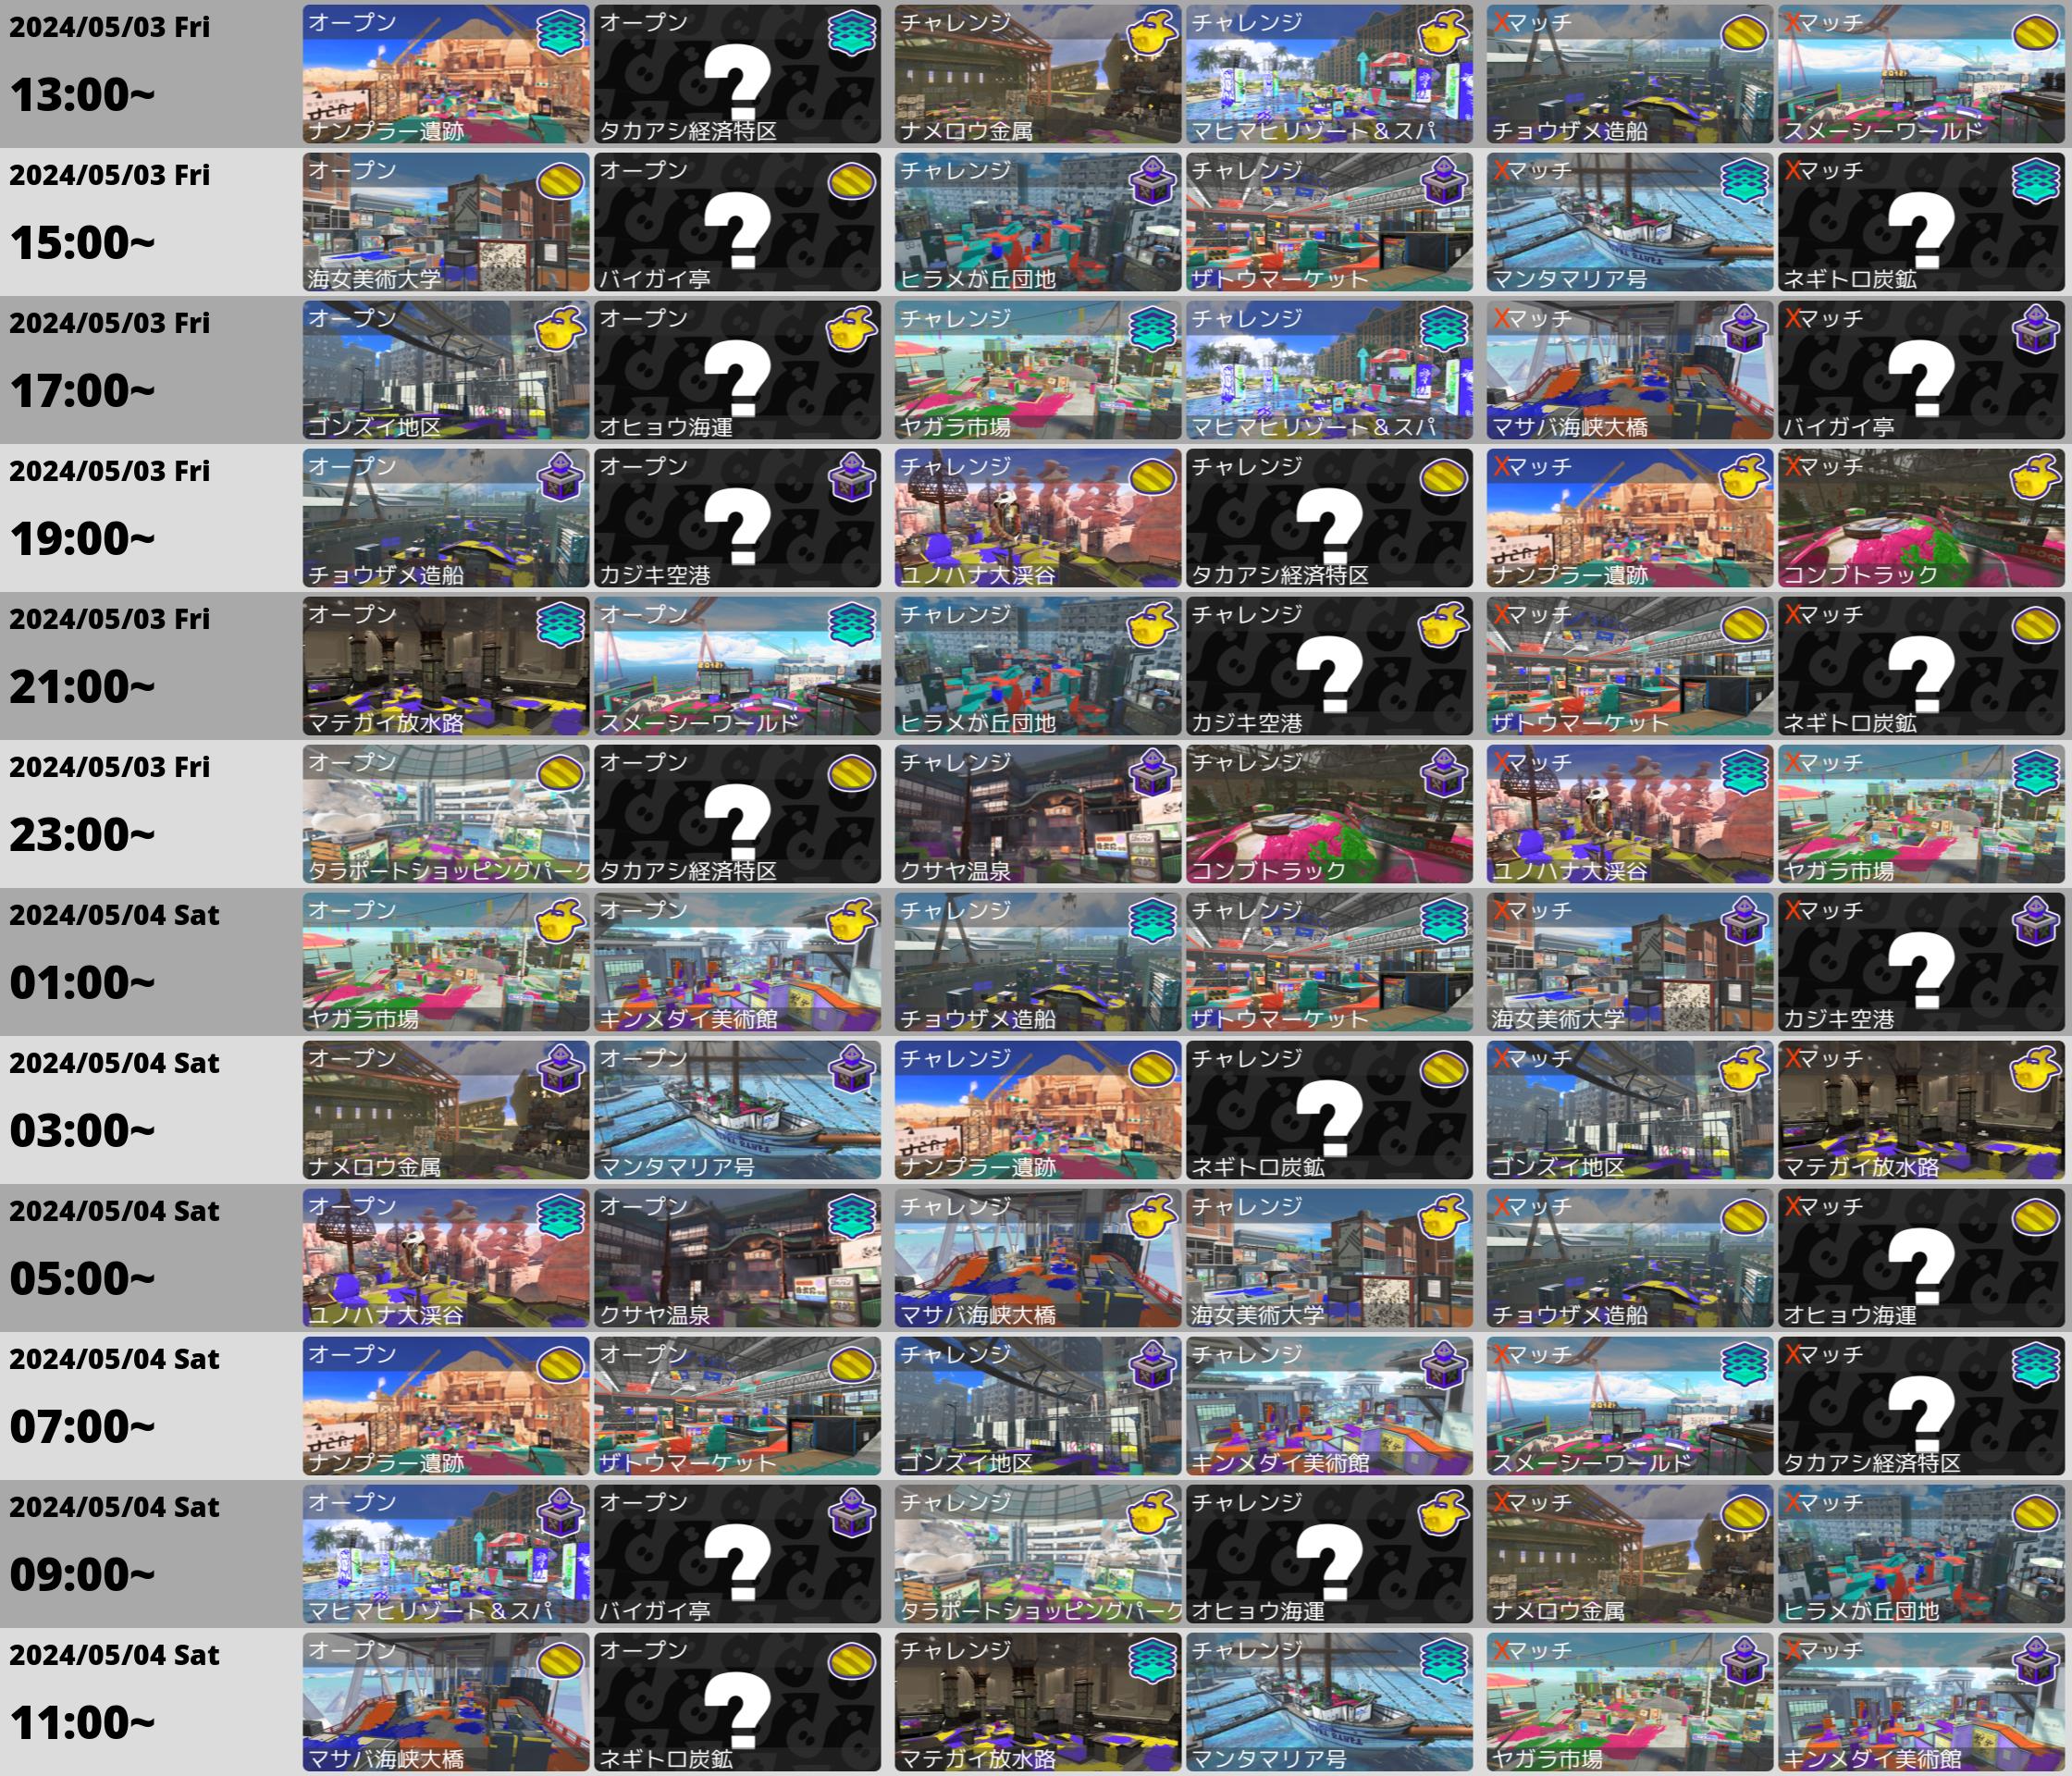 2024/05/03 Fri
13:00~
オープン
ナンプラー遺跡
オープン
タカアシ経済特区
チャレンジ
ナメロウ金属
チャレンジ
マヒマヒリゾート＆スパ
Xマッチ
チョウザメ造船
Xマッチ
スメーシーワールド
2024/05/03 Fri
15:00~
オープン
海女美術大学
オープン
バイガイ亭
チャレンジ
ヒラメが丘団地
チャレンジ
ザトウマーケット
Xマッチ
マンタマリア号
Xマッチ
ネギトロ炭鉱
2024/05/03 Fri
17:00~
オープン
ゴンズイ地区
オープン
オヒョウ海運
チャレンジ
ヤガラ市場
チャレンジ
マヒマヒリゾート＆スパ
Xマッチ
マサバ海峡大橋
Xマッチ
バイガイ亭
2024/05/03 Fri
19:00~
オープン
チョウザメ造船
オープン
カジキ空港
チャレンジ
ユノハナ大渓谷
チャレンジ
タカアシ経済特区
Xマッチ
ナンプラー遺跡
Xマッチ
コンブトラック
2024/05/03 Fri
21:00~
オープン
マテガイ放水路
オープン
スメーシーワールド
チャレンジ
ヒラメが丘団地
チャレンジ
カジキ空港
Xマッチ
ザトウマーケット
Xマッチ
ネギトロ炭鉱
2024/05/03 Fri
23:00~
オープン
タラポートショッピングパーク
オープン
タカアシ経済特区
チャレンジ
クサヤ温泉
チャレンジ
コンブトラック
Xマッチ
ユノハナ大渓谷
Xマッチ
ヤガラ市場
2024/05/04 Sat
01:00~
オープン
ヤガラ市場
オープン
キンメダイ美術館
チャレンジ
チョウザメ造船
チャレンジ
ザトウマーケット
Xマッチ
海女美術大学
Xマッチ
カジキ空港
2024/05/04 Sat
03:00~
オープン
ナメロウ金属
オープン
マンタマリア号
チャレンジ
ナンプラー遺跡
チャレンジ
ネギトロ炭鉱
Xマッチ
ゴンズイ地区
Xマッチ
マテガイ放水路
2024/05/04 Sat
05:00~
オープン
ユノハナ大渓谷
オープン
クサヤ温泉
チャレンジ
マサバ海峡大橋
チャレンジ
海女美術大学
Xマッチ
チョウザメ造船
Xマッチ
オヒョウ海運
2024/05/04 Sat
07:00~
オープン
ナンプラー遺跡
オープン
ザトウマーケット
チャレンジ
ゴンズイ地区
チャレンジ
キンメダイ美術館
Xマッチ
スメーシーワールド
Xマッチ
タカアシ経済特区
2024/05/04 Sat
09:00~
オープン
マヒマヒリゾート＆スパ
オープン
バイガイ亭
チャレンジ
タラポートショッピングパーク
チャレンジ
オヒョウ海運
Xマッチ
ナメロウ金属
Xマッチ
ヒラメが丘団地
2024/05/04 Sat
11:00~
オープン
マサバ海峡大橋
オープン
ネギトロ炭鉱
チャレンジ
マテガイ放水路
チャレンジ
マンタマリア号
Xマッチ
ヤガラ市場
Xマッチ
キンメダイ美術館